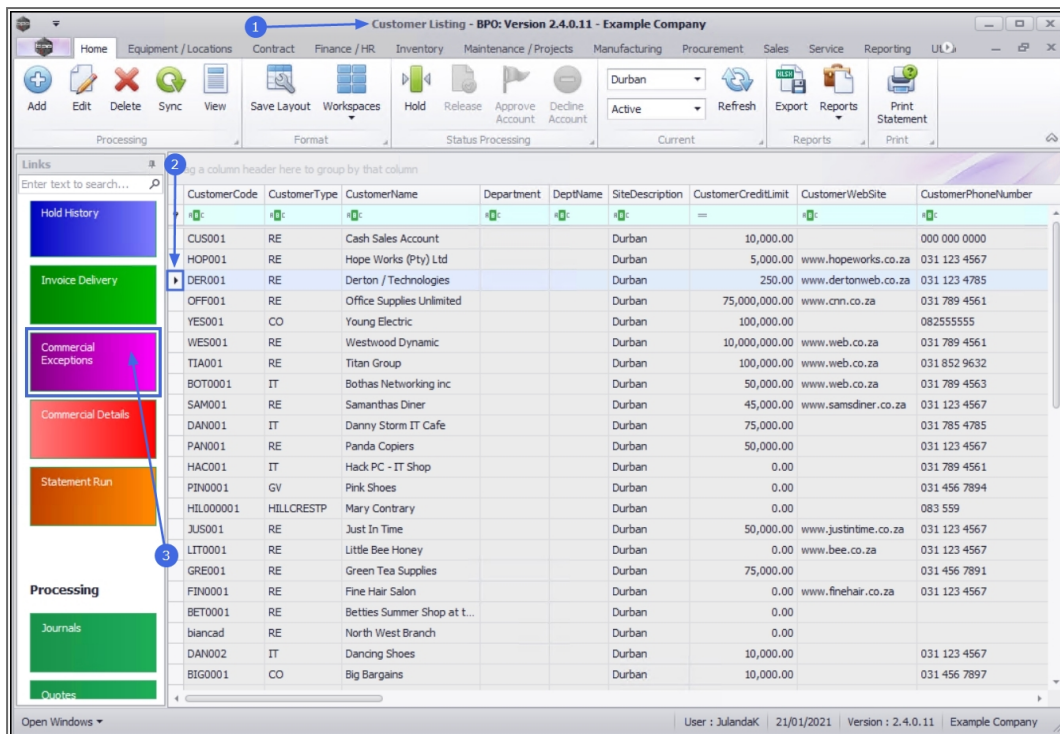 1
Customer Listing - BPO: Version 2.4.0.11 - Example Company
Home Equipment / Locations Contract Finance / HR Inventory Maintenance / Projects Manufacturing Procurement Sales Service Reporting
Add Edit Delete Sync View Save Layout Workspaces Hold Release Approve Account Decline Account Durban Active Refresh Export Reports Print Statement
Processing Format Status Processing Current Reports Print
Links
2
Enter text to search...
a column header here to group by that column
CustomerCode CustomerType CustomerName Department DeptName SiteDescription CustomerCreditLimit CustomerWebSite CustomerPhoneNumber
CUS001 RE Cash Sales Account Durban 10,000.00 000 000 0000
HOP001 RE Hope Works (Pty) Ltd Durban 5,000.00 www.hopeworks.co.za 031 123 4567
DER001 RE Derton / Technologies Durban 250.00 www.dertonweb.co.za 031 123 4785
OFF001 RE Office Supplies Unlimited Durban 75,000,000.00 www.cnn.co.za 031 789 4561
YES001 CO Young Electric Durban 100,000.00 082555555
WES001 RE Westwood Dynamic Durban 10,000,000.00 www.web.co.za 031 789 4561
TIA001 RE Titan Group Durban 100,000.00 www.web.co.za 031 852 9632
BOT0001 IT Bothas Networking inc Durban 50,000.00 www.web.co.za 031 789 4563
SAM001 RE Samanthas Diner Durban 45,000.00 www.samsdiner.co.za 031 123 4567
DAN001 IT Danny Storm IT Cafe Durban 75,000.00 031 785 4785
PAN001 RE Panda Copiers Durban 50,000.00 031 123 4567
HAC001 IT Hack PC - IT Shop Durban 0.00 031 789 4561
PIN0001 GV Pink Shoes Durban 0.00 031 456 7894
HIL000001 HILLCRESTP Mary Contrary Durban 0.00 083 559
JUS001 RE Just In Time Durban 50,000.00 www.justintime.co.za 031 123 4567
LIT0001 RE Little Bee Honey Durban 0.00 www.bee.co.za 031 123 4567
GRE001 RE Green Tea Supplies Durban 75,000.00 031 456 7891
FIN0001 RE Fine Hair Salon Durban 0.00 www.finehair.co.za 031 123 4567
BET0001 RE Betties Summer Shop at t... Durban 0.00
biancad RE North West Branch Durban 0.00
DAN002 IT Dancing Shoes Durban 10,000.00 031 123 4567
BIG0001 CO Big Bargains Durban 10,000.00 031 456 7897
Hold History
Invoice Delivery
Commercial
Exceptions
Commercial Details
Statement Run
3
Processing
Journals
Quotes
Open Windows User : JulandaK 21/01/2021 Version : 2.4.0.11 Example Company